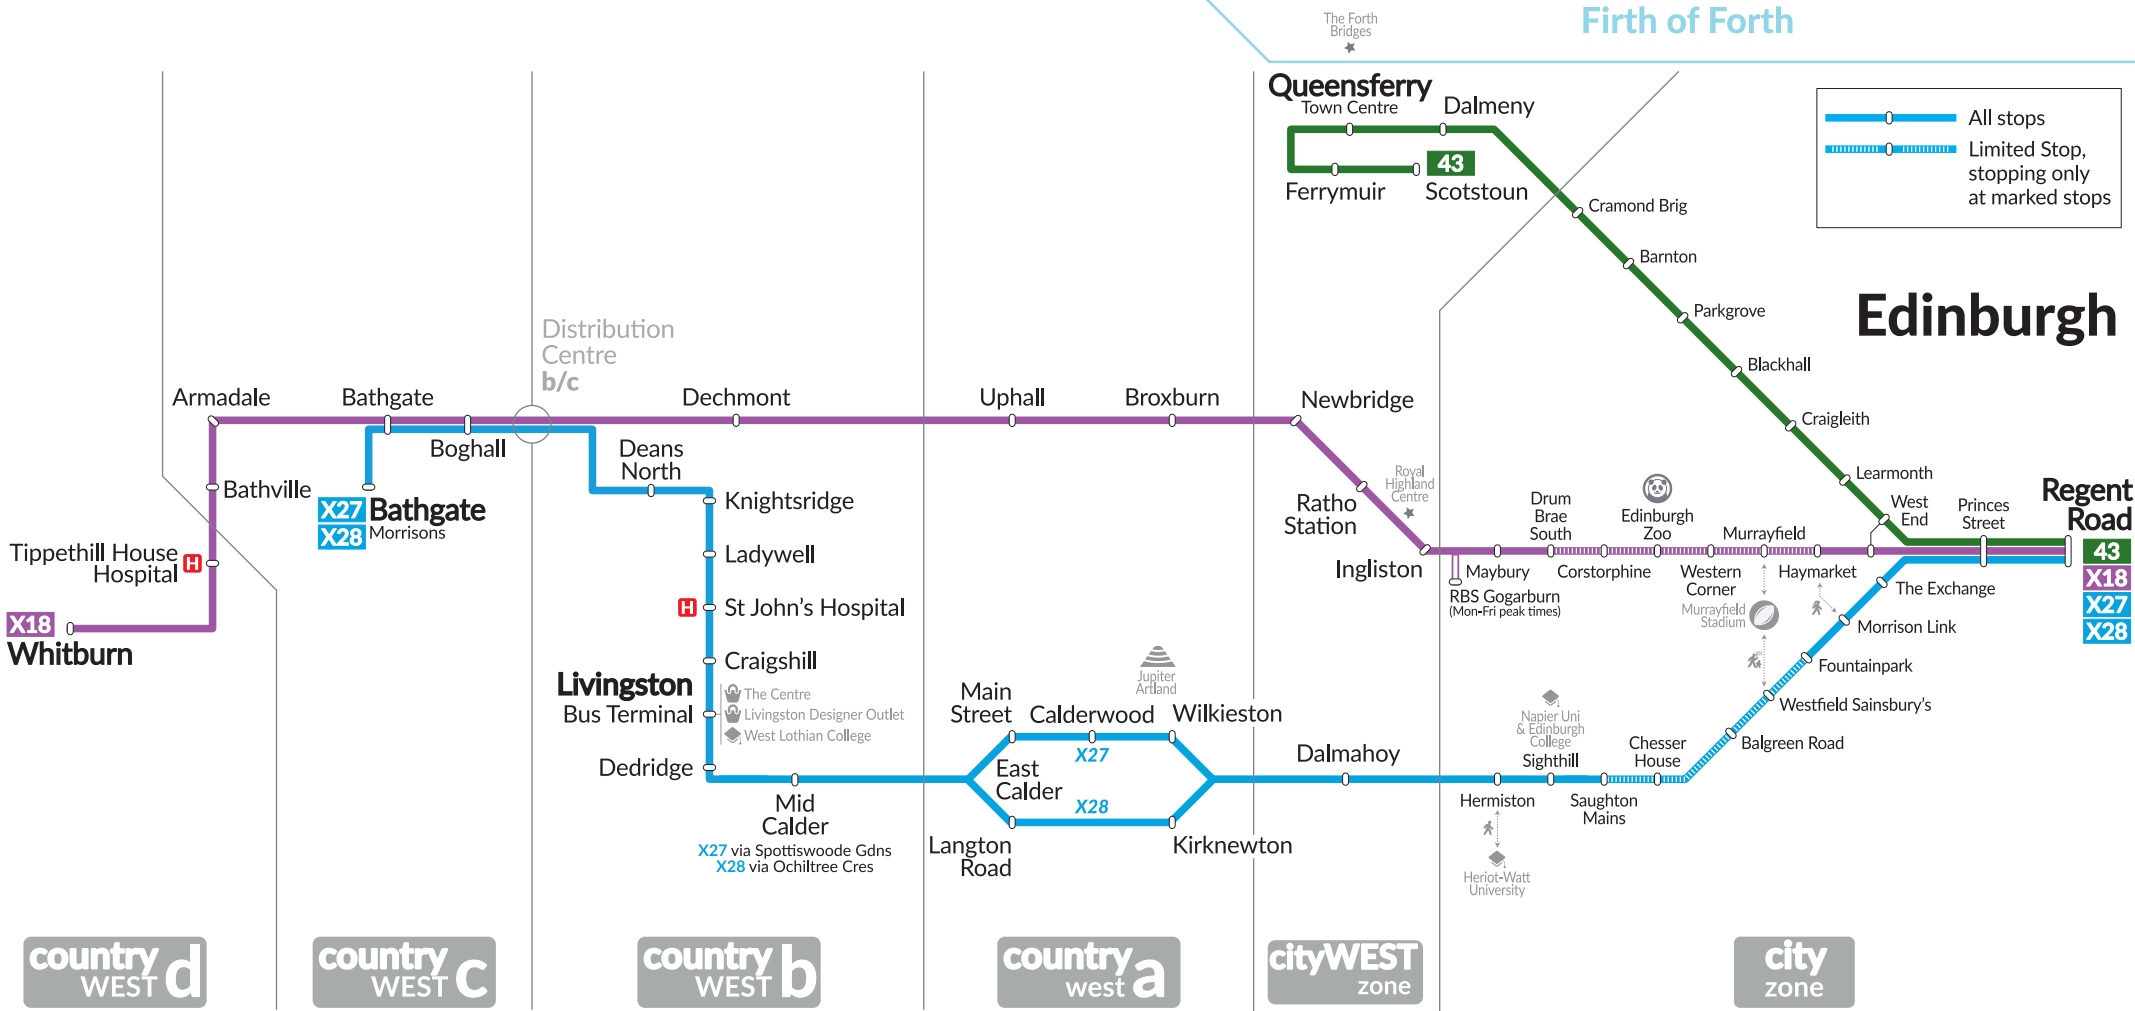 The Forth
Bridges
Firth of Forth
Queensferry
Town Centre
Dalmeny
43
Ferrymuir
Scotstoun
All stops
Limited Stop,
stopping only
at marked stops
Cramond Brig
Barnton
Parkgrove
Blackhall
Craigleith
Learmonth
West
End
Princes
Street
Edinburgh
Regent
Road
43
X18
X27
X28
Distribution
Centre
b/c
Armadale
Bathgate
Boghall
Dechmont
Uphall
Broxburn
Newbridge
Bathville
X27
X28
Bathgate
Morrisons
Deans
North
Knightsridge
Ladywell
Tippethill House
Hospital
H
X18
Whitburn
H
St John's Hospital
Craigshill
Livingston
Bus Terminal
The Centre
Livingston Designer Outlet
West Lothian College
Dedridge
Mid
Calder
X27 via Spottiswoode Gdns
X28 via Ochiltree Cres
Main
Street
Calderwood
Wilkieston
Jupiter
Artland
X27
East
Calder
X28
Langton
Road
Kirknewton
Dalmahoy
Ratho
Station
Royal
Highland
Centre
Ingliston
Maybury
RBS Gogarburn
(Mon-Fri peak times)
Drum
Brae
South
Corstorphine
Edinburgh
Zoo
Western
Corner
Murrayfield
Haymarket
Murrayfield
Stadium
The Exchange
Morrison Link
Fountainpark
Westfield Sainsbury's
Balgreen Road
Chesser
House
Napier Uni
& Edinburgh
College
Sighthill
Saughton
Mains
Hermiston
Heriot-Watt
University
country
WEST d
country
WEST c
country
WEST b
country
west a
cityWEST
zone
city
zone